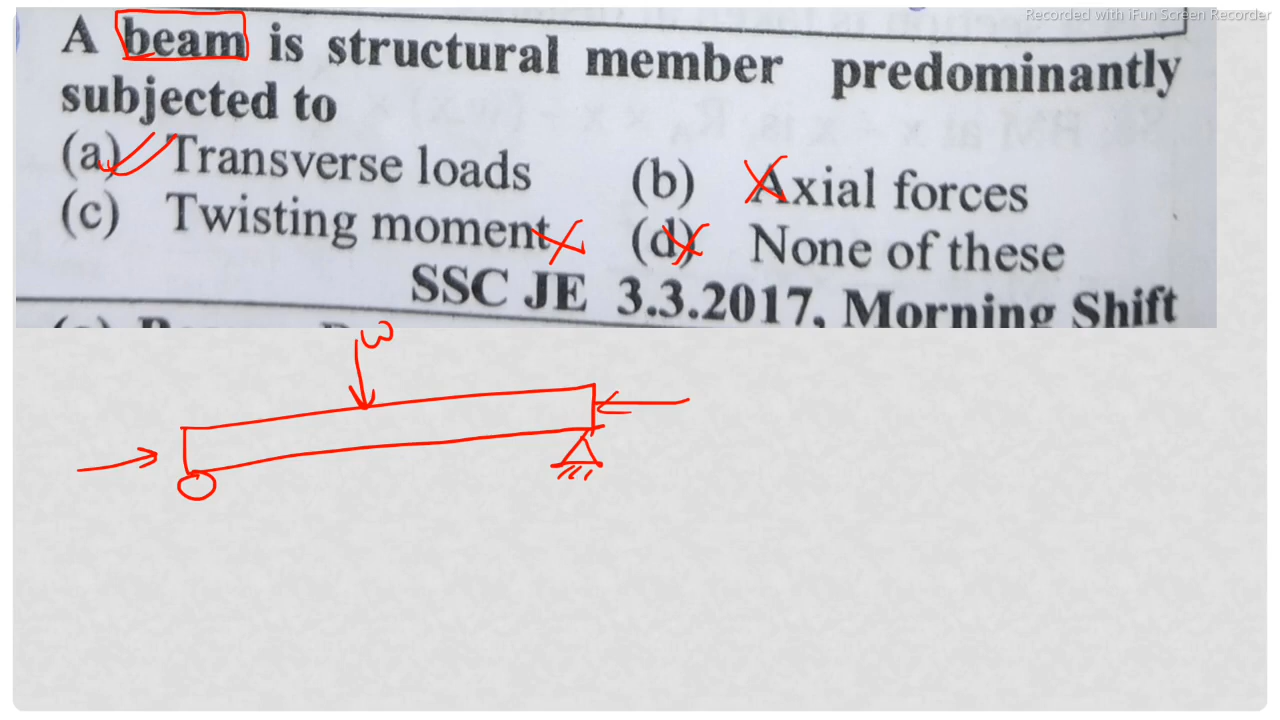 Recorded with iFun Screen Recorder
A beam is structural member predominantly
subjected to
(a) Transverse loads (b) Axial forces
(c) Twisting moment (d) None of these
SSC JE 3.3.2017, Morning Shift
ω